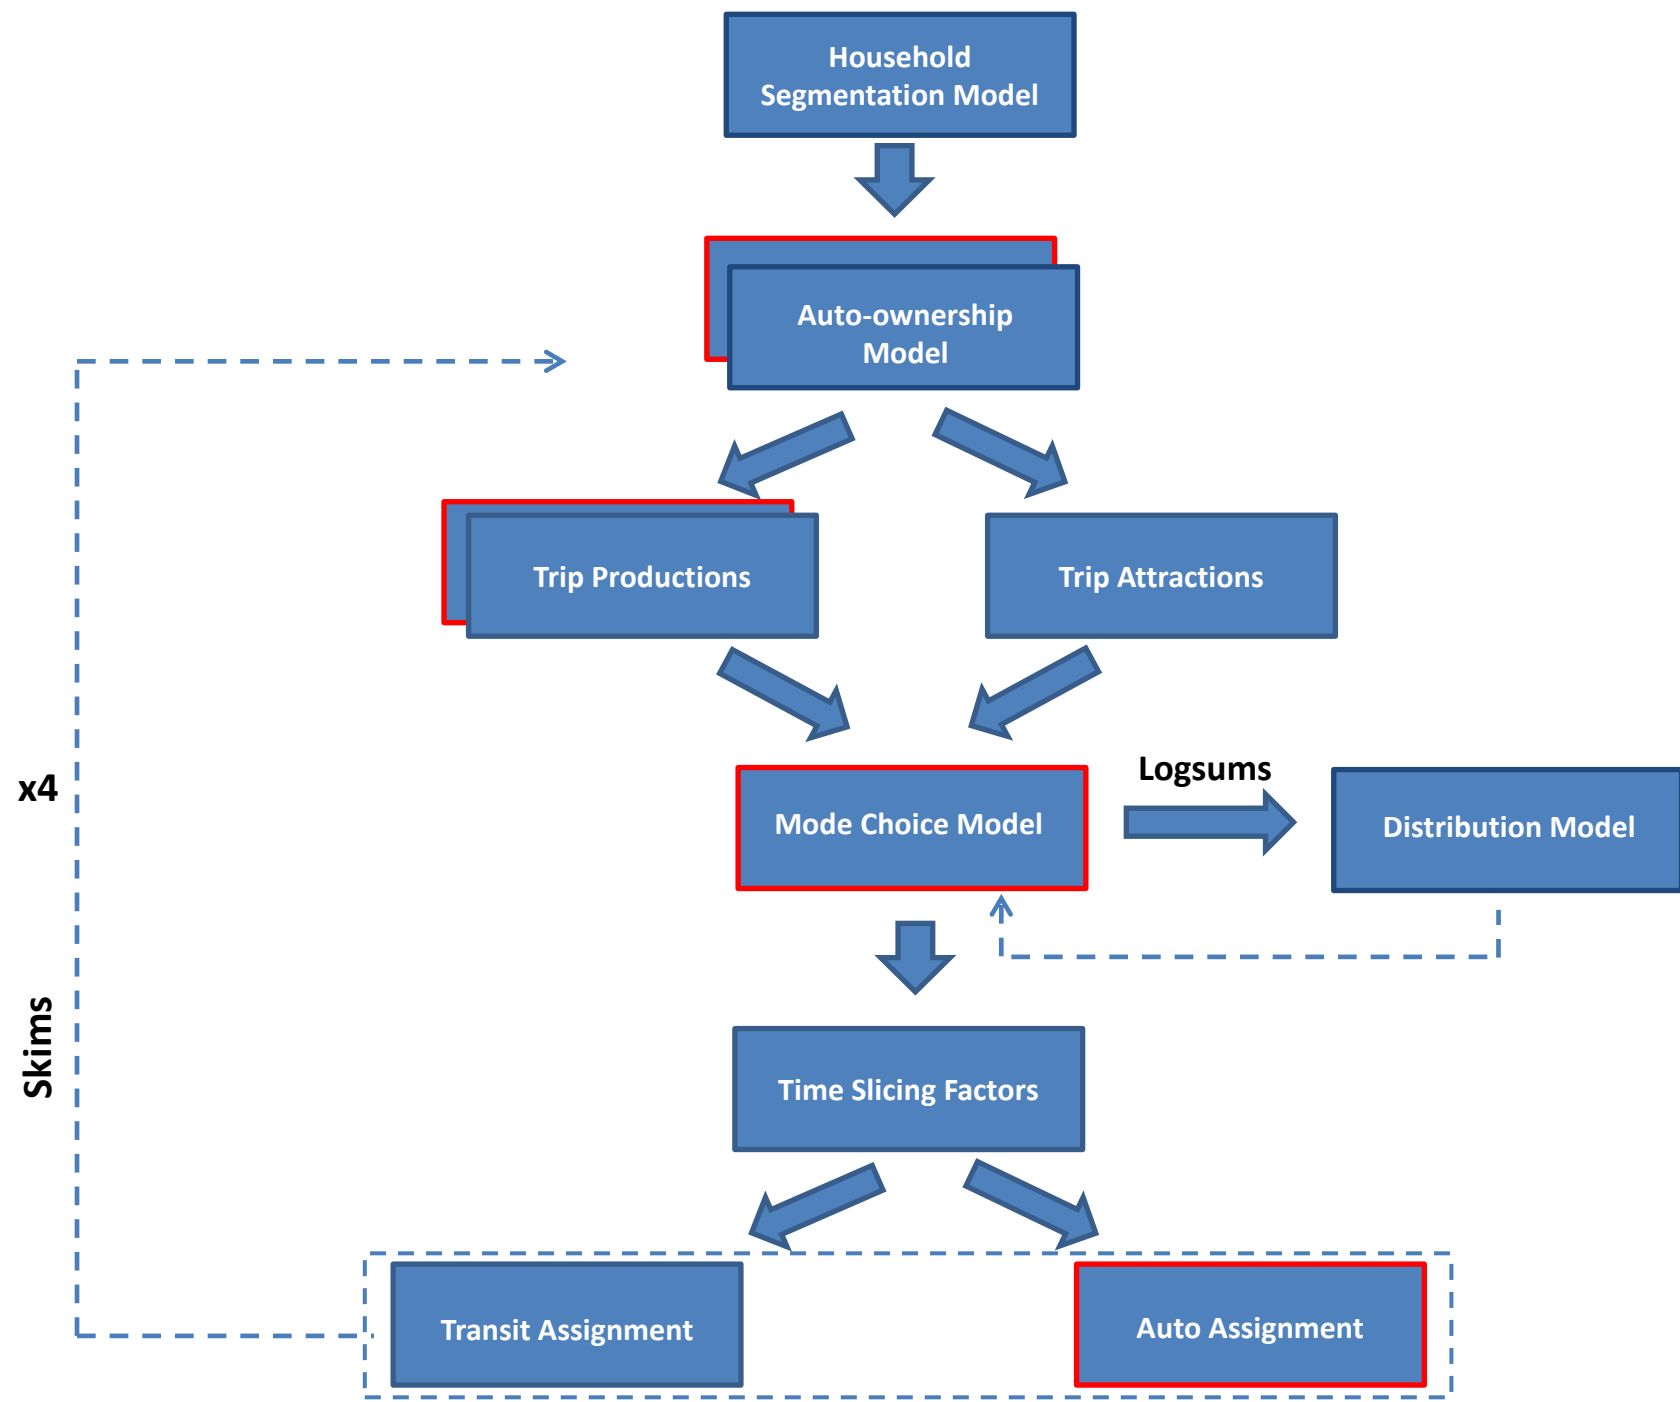 Household
Segmentation Model
Auto-ownership
Model
Trip Productions
Trip Attractions
x4
Logsums
Mode Choice Model
Distribution Model
Skims
Time Slicing Factors
Transit Assignment
Auto Assignment